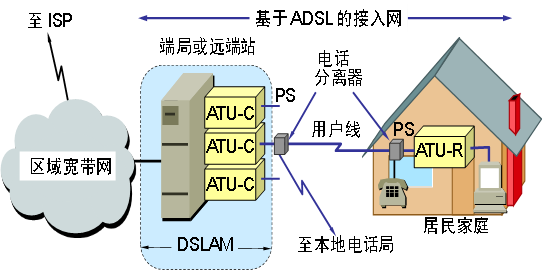 至 ISP
基于 ADSL 的接入网
端局或远端站
电话
分离器
PS
ATU-C
ATU-C
ATU-C
用户线
PS
ATU-R
区域宽带网
居民家庭
DSLAM
至本地电话局